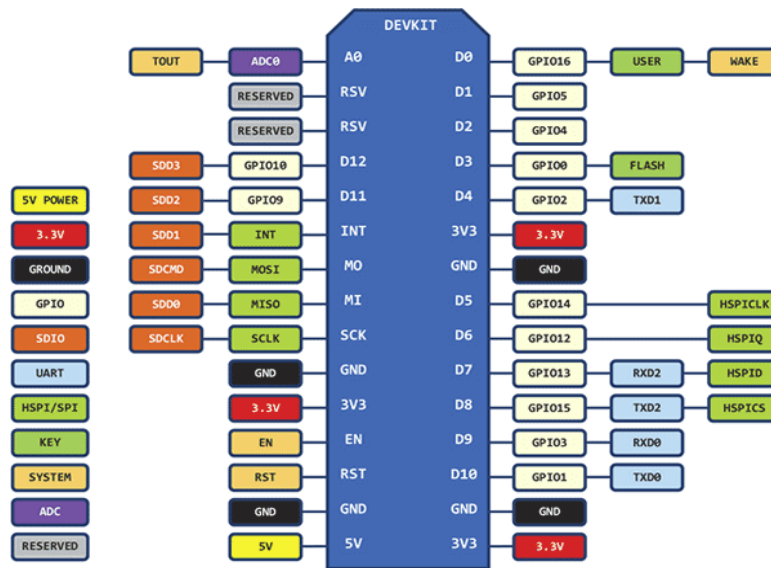 DEVKIT
TOUT ADC0 A0 D0 GPIO16 USER WAKE
RESERVED RSV D1 GPIO5
RESERVED RSV D2 GPIO4
SDD3 GPIO10 D12 D3 GPIO0 FLASH
5V POWER SDD2 GPIO9 D11 D4 GPIO2 TXD1
3.3V SDD1 INT INT 3V3 3.3V
GROUND SDCMD MOSI MO GND GND
GPIO SDD0 MISO MI D5 GPIO14 HSPICLK
SDIO SDCLK SCLK SCK D6 GPIO12 HSPIQ
UART GND GND D7 GPIO13 RXD2 HSPID
HSPI/SPI 3.3V 3V3 D8 GPIO15 TXD2 HSPICS
KEY EN EN D9 GPIO3 RXD0
SYSTEM RST RST D10 GPIO1 TXD0
ADC GND GND GND GND
RESERVED 5V 5V 3V3 3.3V